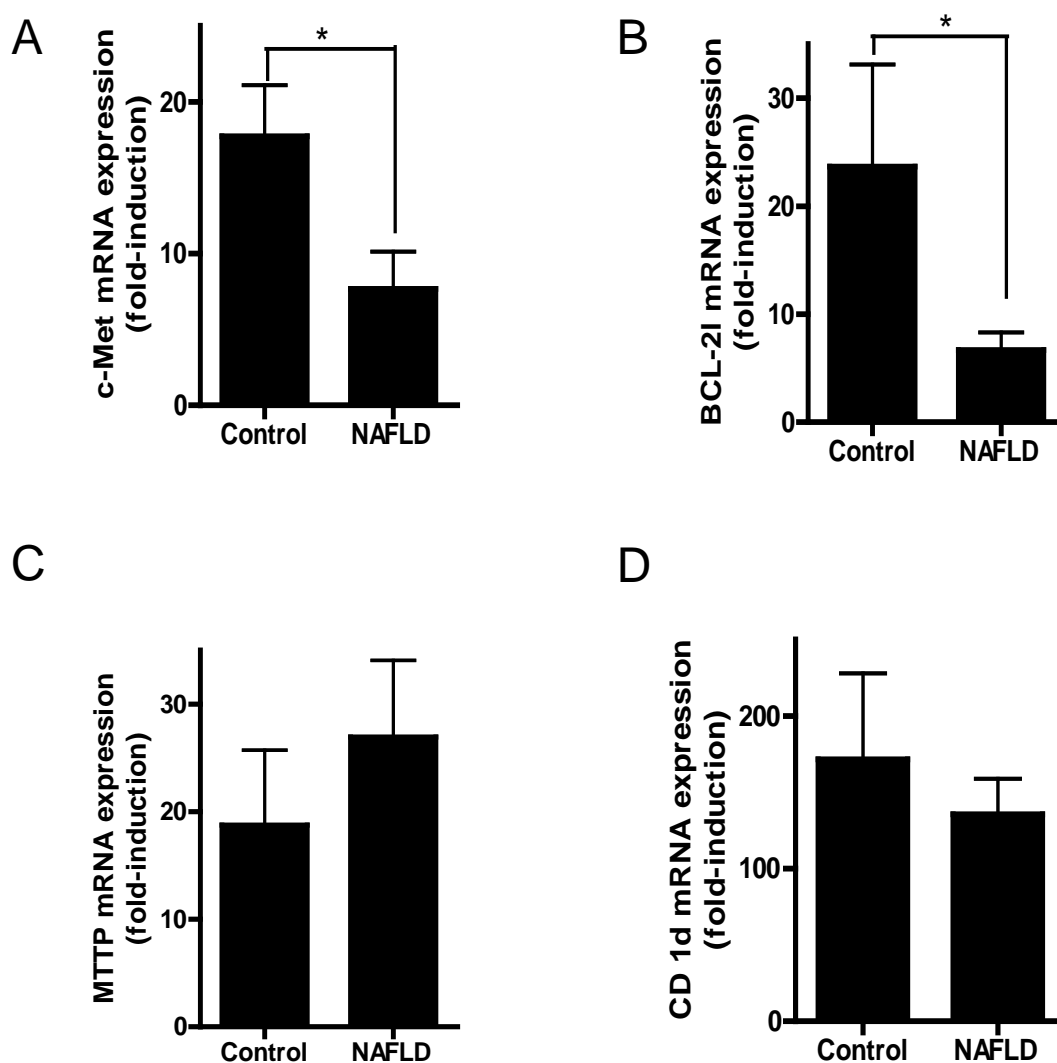 A
c-Met mRNA expression
(fold-induction)
20
10
0
*
Control NAFLD
B
BCL-2l mRNA expression
(fold-induction)
30
20
10
0
*
Control NAFLD
C
MTTP mRNA expression
(fold-induction)
30
20
10
0
Control NAFLD
D
CD 1d mRNA expression
(fold-induction)
200
100
0
Control NAFLD